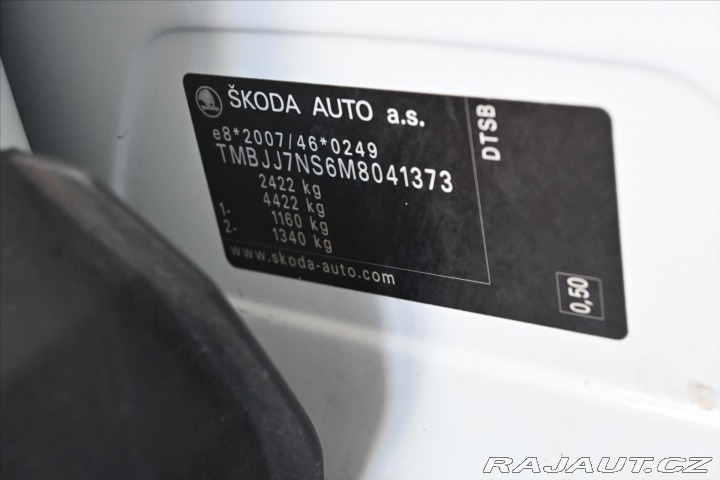 ŠKODA AUTO a.s.
e8*2007/46*0249
TMBJJ7NS6M8041373
2422 kg
4422 kg
1- 1160 kg
2- 1340 kg
www.skoda-auto.com
DTSB
0,50
RAJAUT.CZ